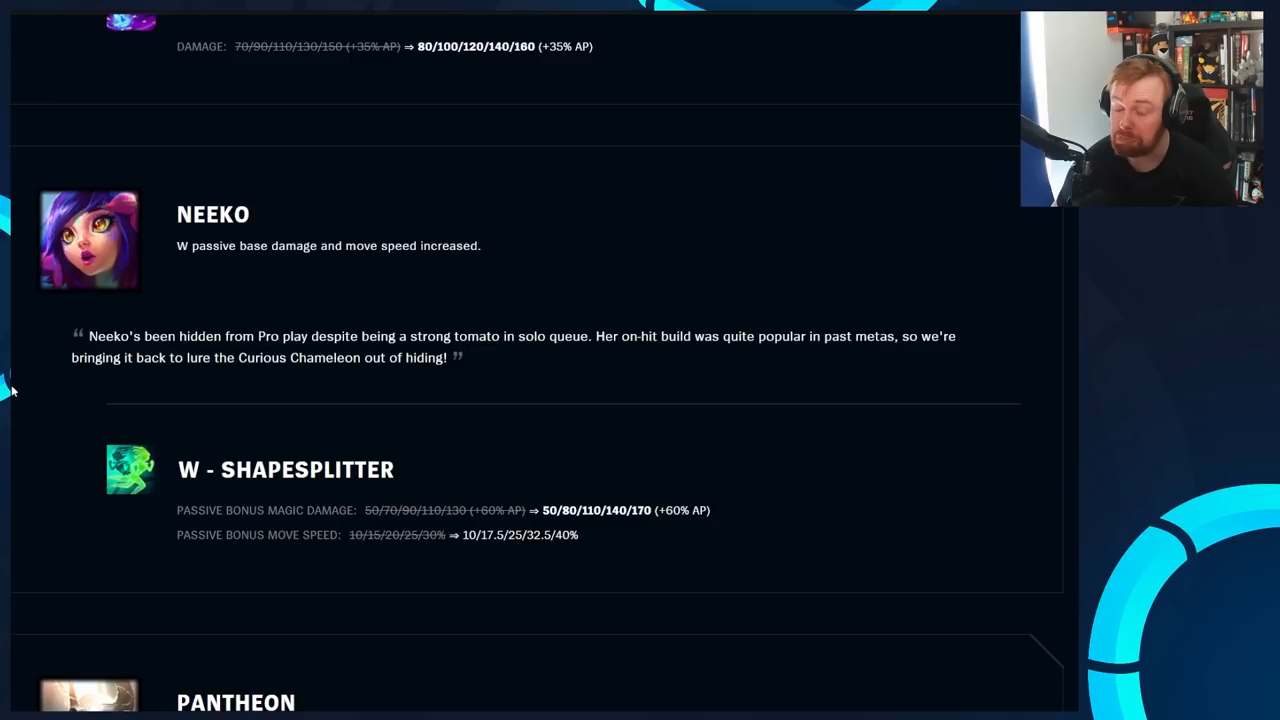 DAMAGE: 70/90/110/130/150 (+35% AP) ⇒ 80/100/120/140/160 (+35% AP)
NEEKO
W passive base damage and move speed increased.
“ Neeko's been hidden from Pro play despite being a strong tomato in solo queue. Her on-hit build was quite popular in past metas, so we're
bringing it back to lure the Curious Chameleon out of hiding! ”
W - SHAPESPLITTER
PASSIVE BONUS MAGIC DAMAGE: 50/70/90/110/130 (+60% AP) ⇒ 50/80/110/140/170 (+60% AP)
PASSIVE BONUS MOVE SPEED: 10/15/20/25/30% ⇒ 10/17.5/25/32.5/40%
PANTHEON